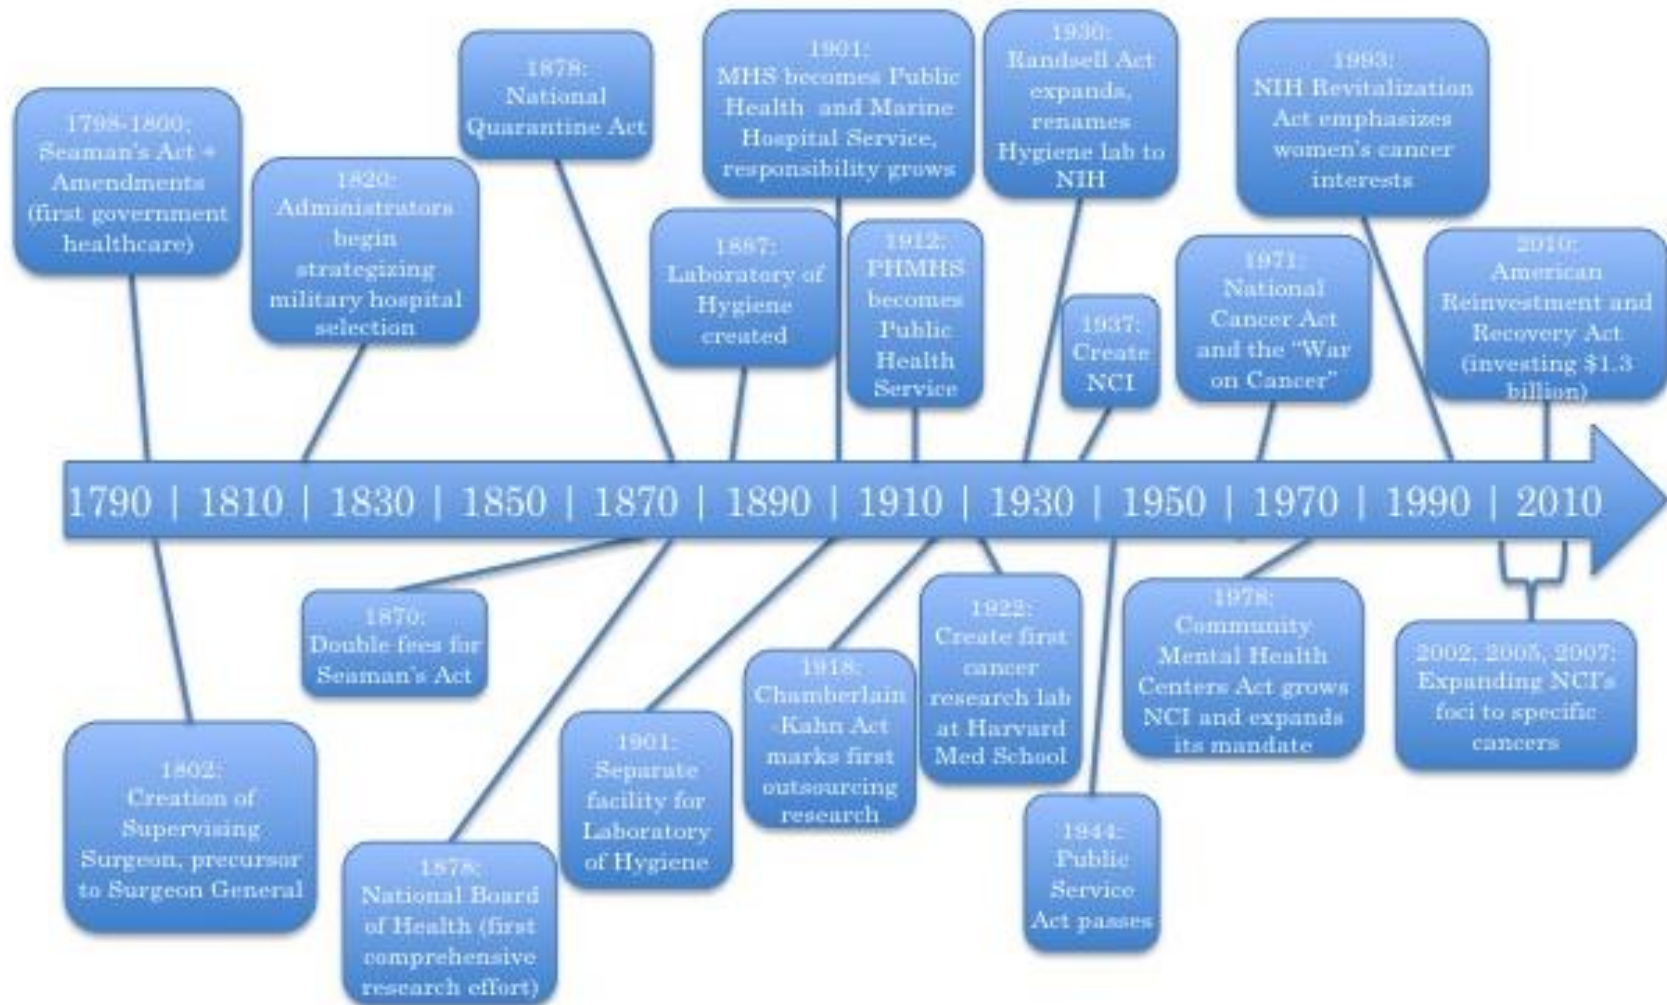 1798-1800:
Seaman's Act +
Amendments
(first government
healthcare)
1820:
Administrators
begin
strategizing
military hospital
selection
1878:
National
Quarantine Act
1887:
Laboratory of
Hygiene
created
1901:
MHS becomes Public
Health and Marine
Hospital Service,
responsibility grows
1912:
PHMHS
becomes
Public
Health
Service
1930:
Randsell Act
expands,
renames
Hygiene lab to
NIH
1937:
Create
NCI
1971:
National
Cancer Act
and the "War
on Cancer"
1993:
NIH Revitalization
Act emphasizes
women's cancer
interests
2010:
American
Reinvestment and
Recovery Act
(investing $1.3
billion)
1790 | 1810 | 1830 | 1850 | 1870 | 1890 | 1910 | 1930 | 1950 | 1970 | 1990 | 2010
1802:
Creation of
Supervising
Surgeon, precursor
to Surgeon General
1870:
Double fees for
Seaman's Act
1878:
National Board
of Health (first
comprehensive
research effort)
1901:
Separate
facility for
Laboratory
of Hygiene
1918:
Chamberlain
-Kahn Act
marks first
outsourcing
research
1922:
Create first
cancer
research lab
at Harvard
Med School
1944:
Public
Service
Act passes
1978:
Community
Mental Health
Centers Act grows
NCI and expands
its mandate
2002, 2005, 2007:
Expanding NCI's
foci to specific
cancers